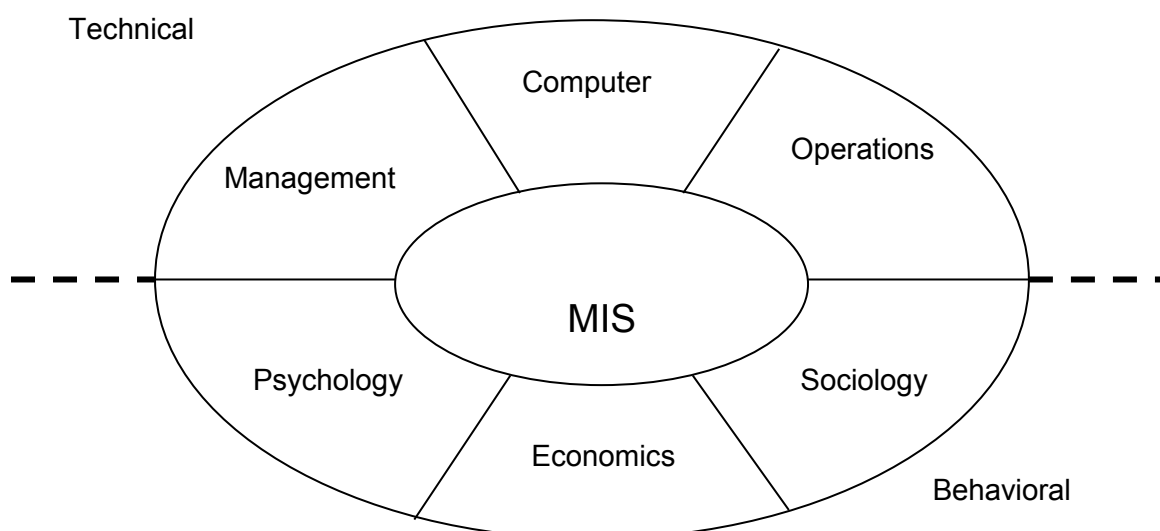 Technical
Computer
Operations
Management
MIS
Psychology
Sociology
Economics
Behavioral